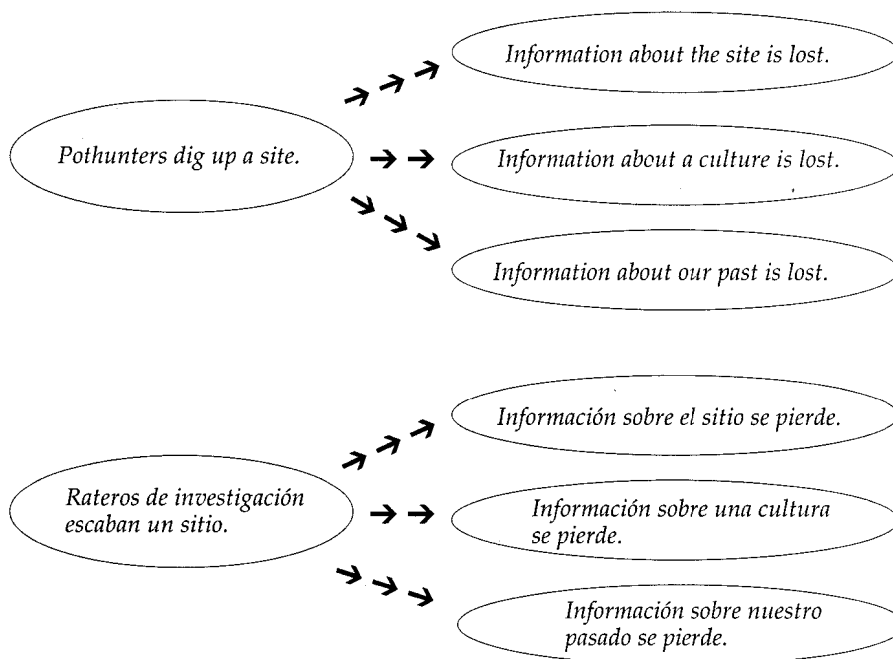 Information about the site is lost.
Pothunters dig up a site.
Information about a culture is lost.
Information about our past is lost.
Información sobre el sitio se pierde.
Rateros de investigación
escaban un sitio.
Información sobre una cultura
se pierde.
Información sobre nuestro
pasado se pierde.